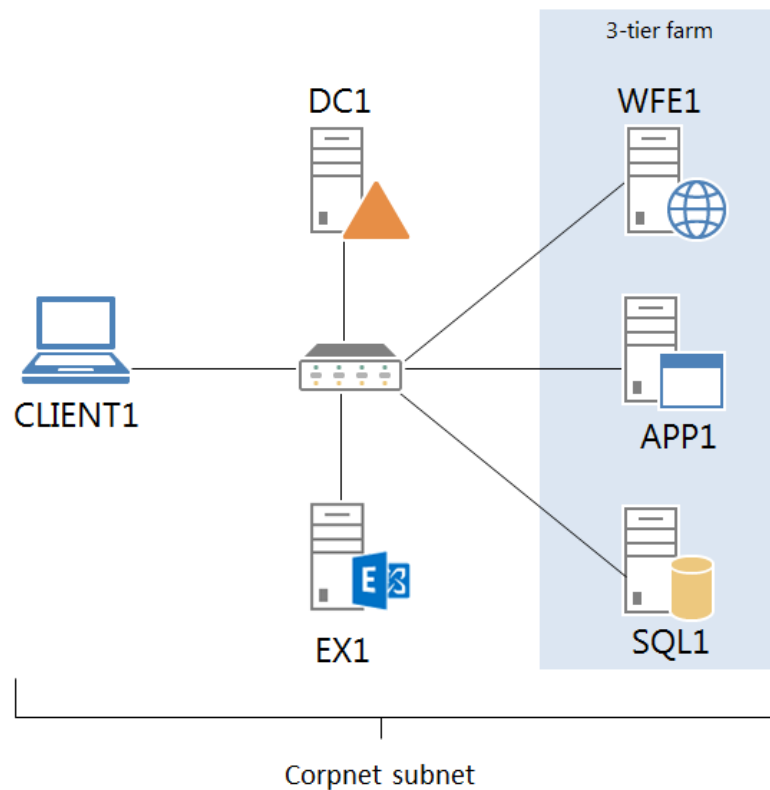 3-tier farm
DC1
WFE1
CLIENT1
APP1
E
EX1
SQL1
Corpnet subnet